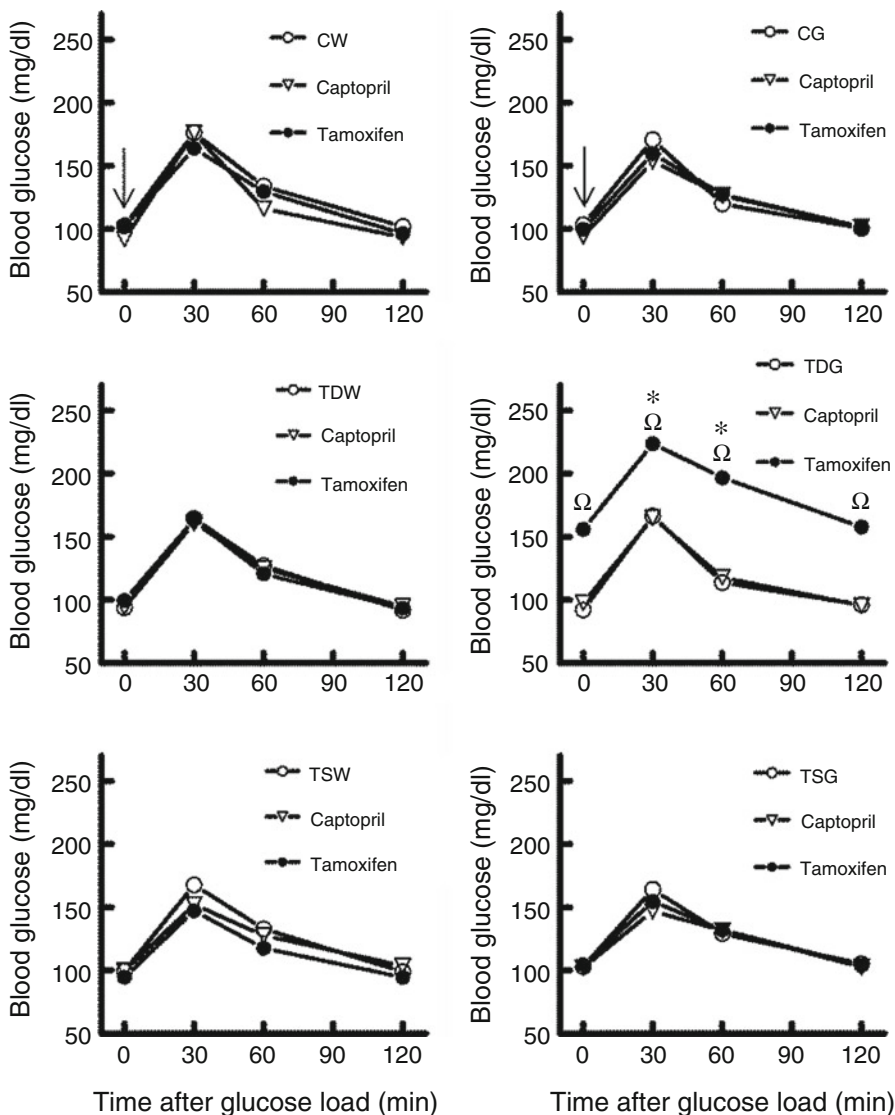 Blood glucose (mg/dl)
250
200
150
100
50
CW
Captopril
Tamoxifen
0 30 60 90 120
Blood glucose (mg/dl)
250
200
150
100
50
CG
Captopril
Tamoxifen
0 30 60 90 120
Blood glucose (mg/dl)
250
200
150
100
50
TDW
Captopril
Tamoxifen
0 30 60 90 120
Blood glucose (mg/dl)
250
200
150
100
50
TDG
Captopril
Tamoxifen
* *
Ω Ω Ω Ω
0 30 60 90 120
Blood glucose (mg/dl)
250
200
150
100
50
TSW
Captopril
Tamoxifen
0 30 60 90 120
Time after glucose load (min)
Blood glucose (mg/dl)
250
200
150
100
50
TSG
Captopril
Tamoxifen
0 30 60 90 120
Time after glucose load (min)